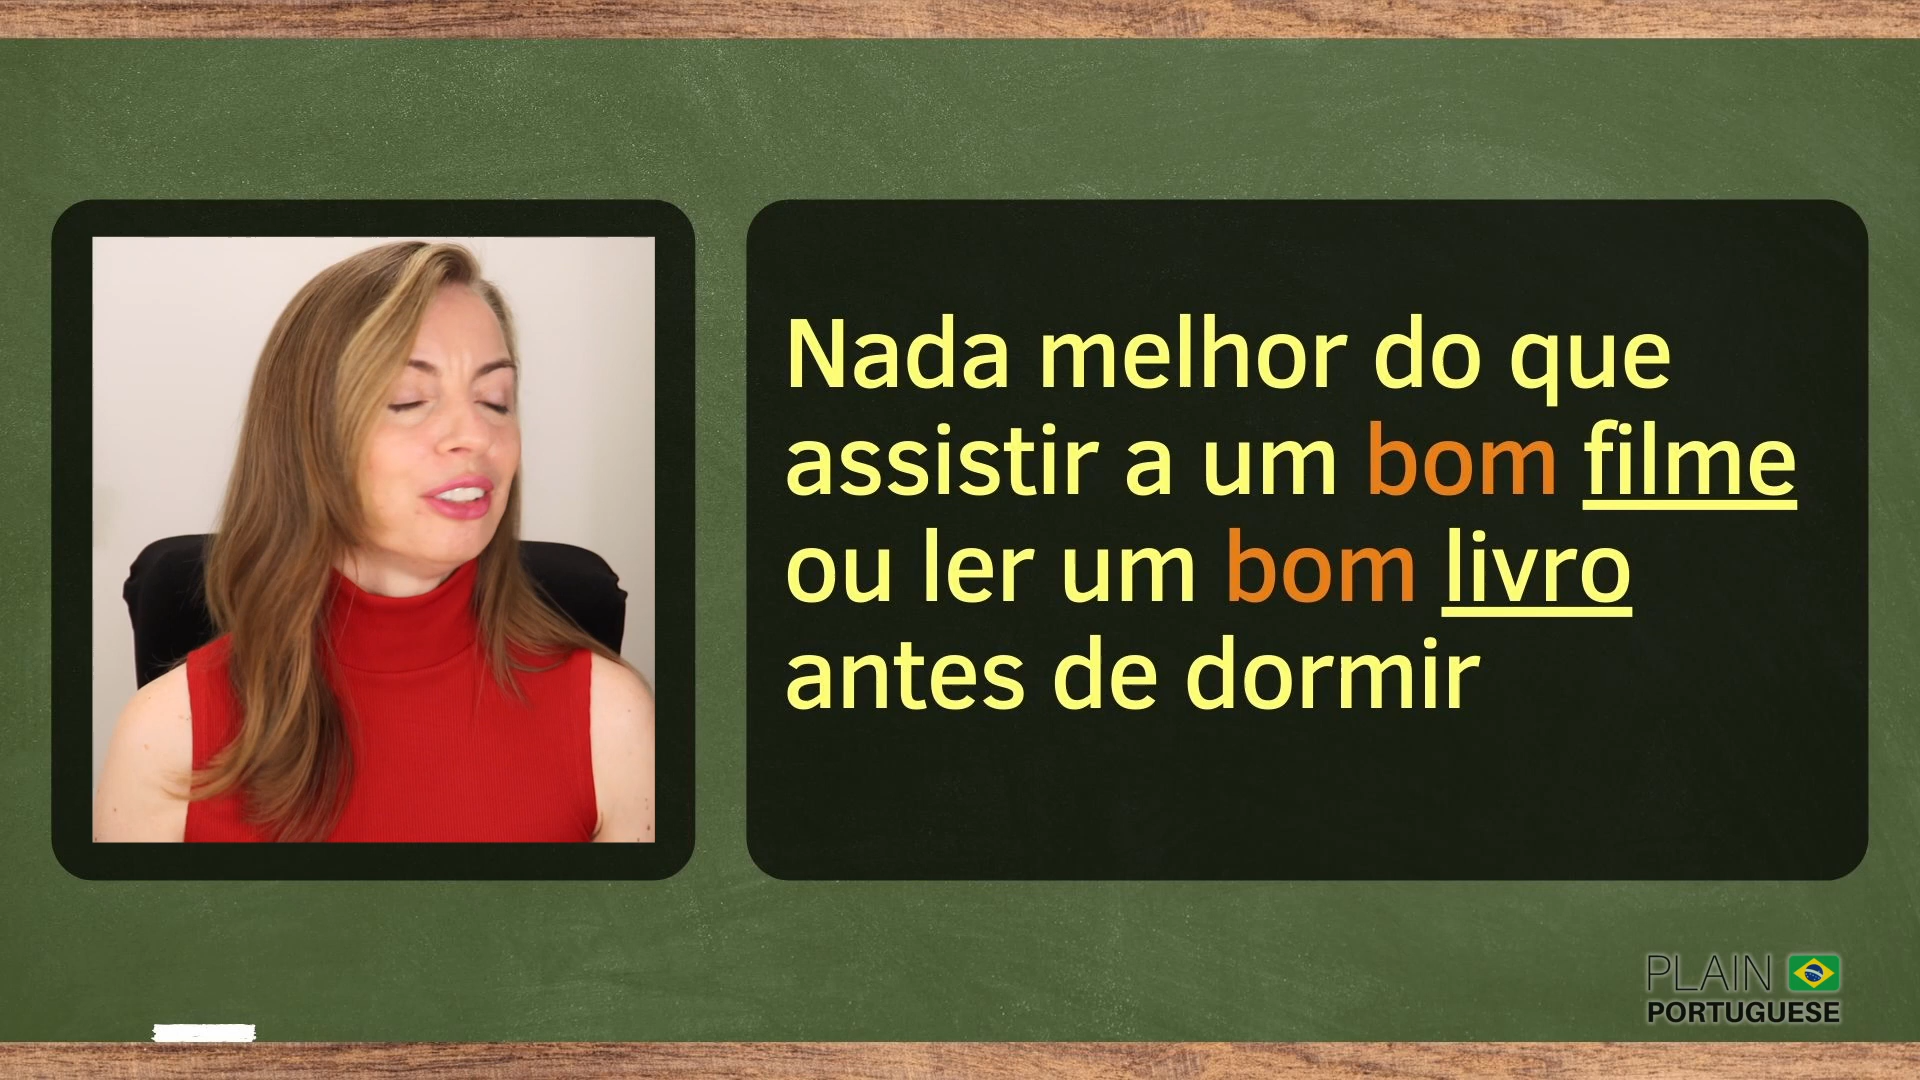 Nada melhor do que
assistir a um bom filme
ou ler um bom livro
antes de dormir
PLAIN
PORTUGUESE